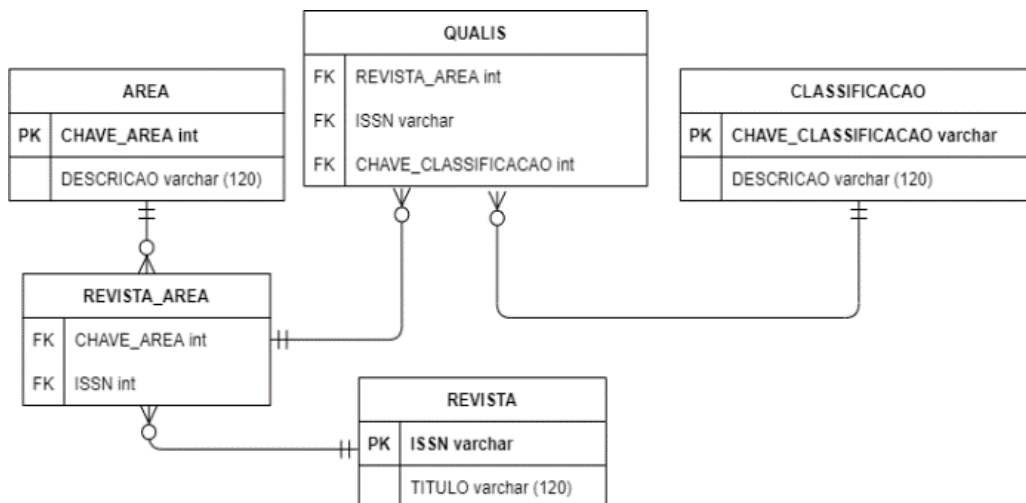 QUALIS
FK REVISTA_AREA int
FK ISSN varchar
FK CHAVE_CLASSIFICACAO int
AREA
PK CHAVE_AREA int
DESCRICAO varchar (120)
CLASSIFICACAO
PK CHAVE_CLASSIFICACAO varchar
DESCRICAO varchar (120)
REVISTA_AREA
FK CHAVE_AREA int
FK ISSN int
REVISTA
PK ISSN varchar
TITULO varchar (120)